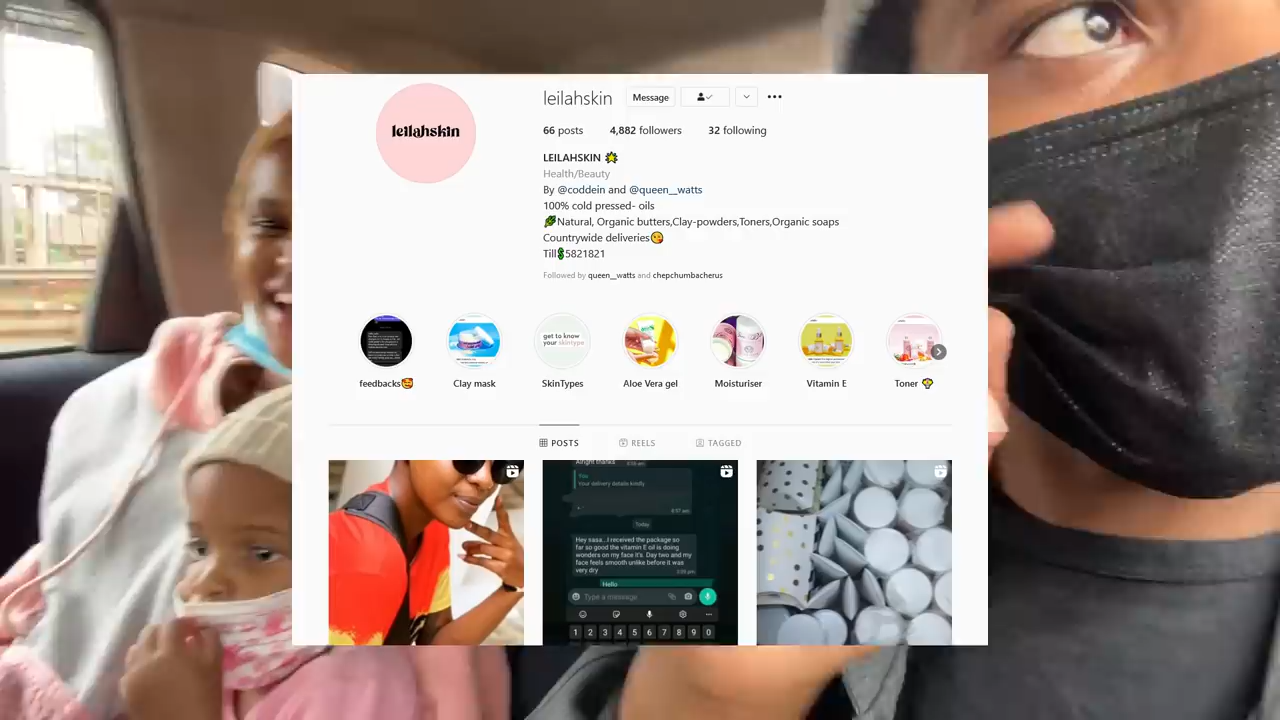 leilahskin
leilahskin Message
66 posts 4,882 followers 32 following
LEILAHSKIN
Health/Beauty
By @coddein and @queen__watts
100% cold pressed- oils
Natural, Organic butters,Clay-powders,Toners,Organic soaps
Countrywide deliveries
Till💲5821821
Followed by queen__watts and chepchumbacherus
get to know
your skintype
feedbacks🥰 Clay mask SkinTypes Aloe Vera gel Moisturiser Vitamin E Toner
POSTS REELS TAGGED
Alright thanks
You
Your delivery details kindly
Today
Hey sasa...I received the package so
far so good the vitamin E oil is doing
wonders on my face it's. Day two and my
face feels smooth unlike before it was
very dry
Hello
Type a message
1 2 3 4 5 6 7 8 9 0